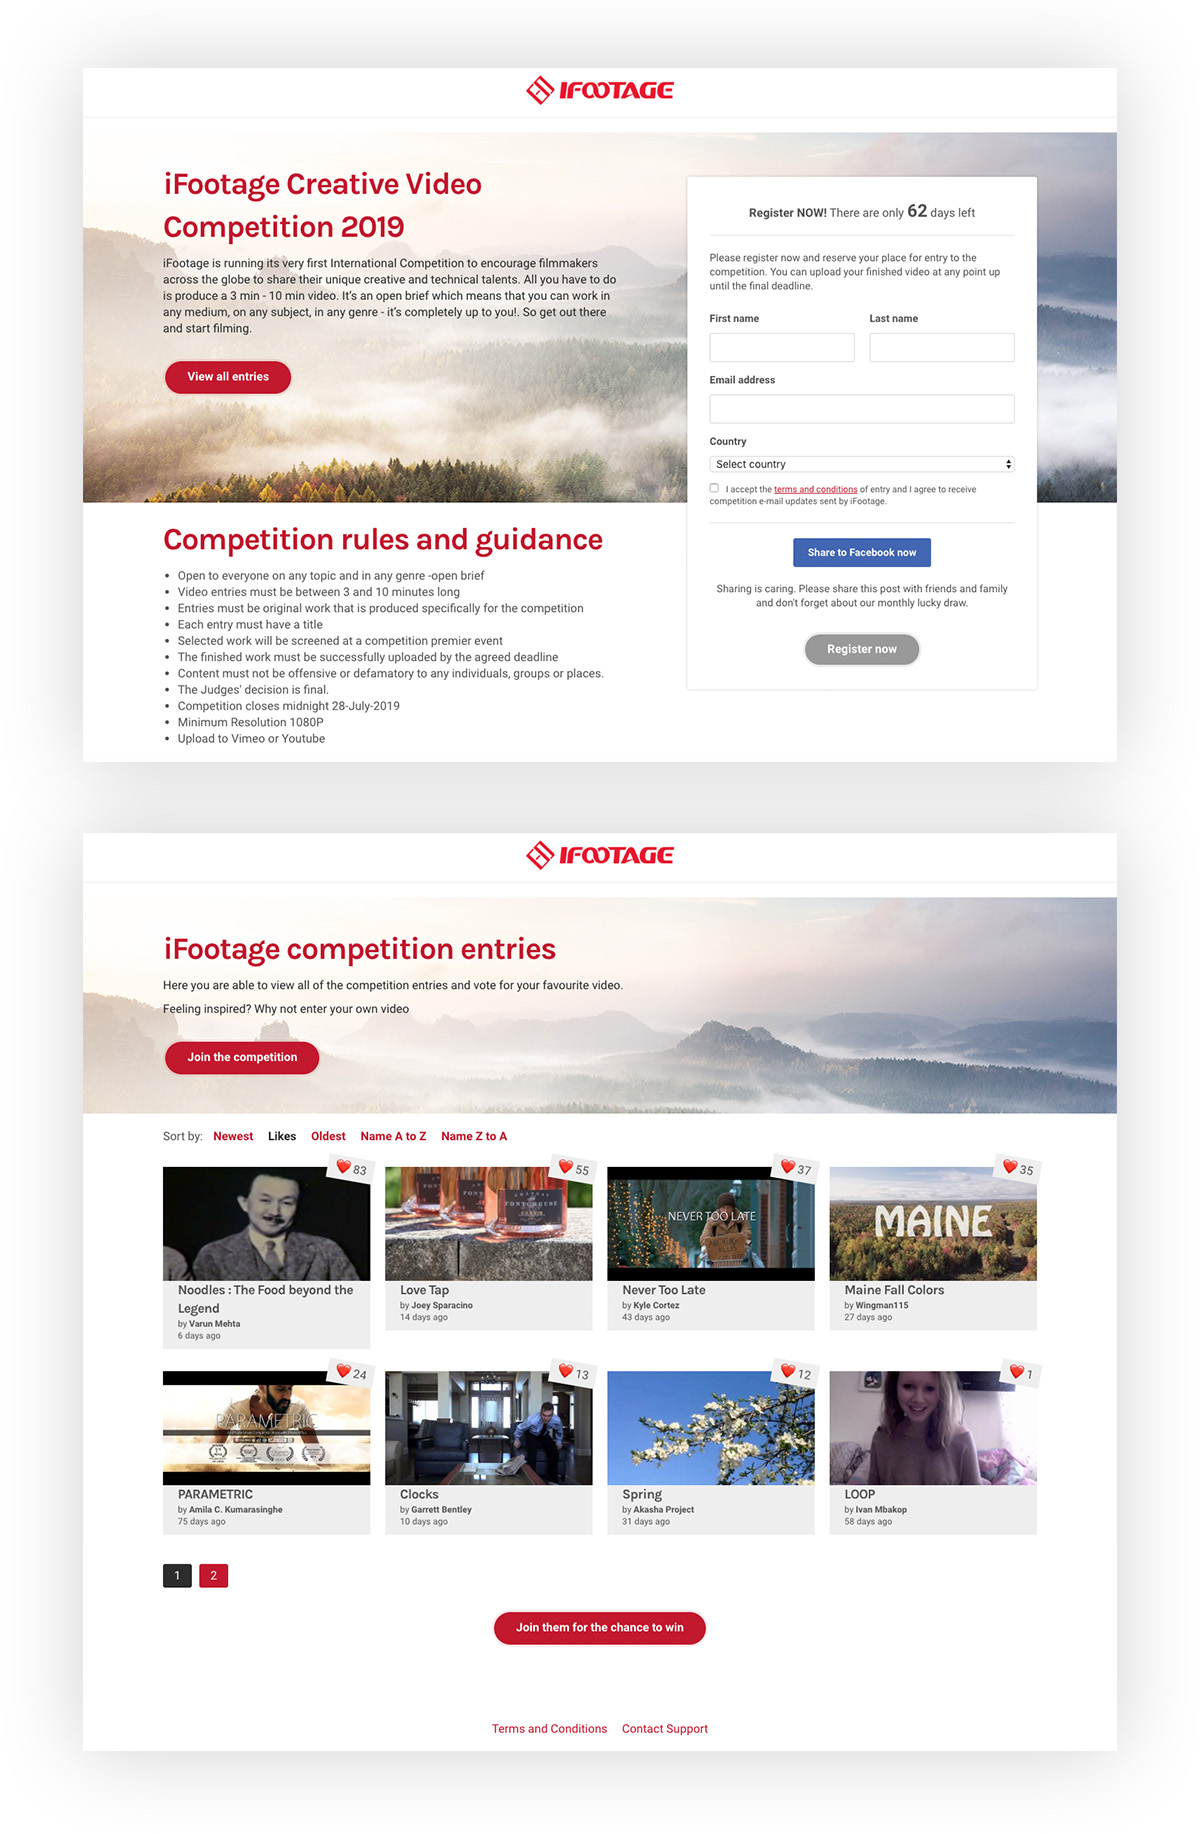 IFOOTAGE
iFootage Creative Video
Competition 2019
iFootage is running its very first International Competition to encourage filmmakers
across the globe to share their unique creative and technical talents. All you have to do
is produce a 3 min - 10 min video. It's an open brief which means that you can work in
any medium, on any subject, in any genre - it's completely up to you!. So get out there
and start filming.
View all entries
Register NOW! There are only 62 days left
Please register now and reserve your place for entry to the
competition. You can upload your finished video at any point up
until the final deadline.
First name Last name
Email address
Country
Select country
I accept the terms and conditions of entry and I agree to receive
competition e-mail updates sent by iFootage.
Share to Facebook now
Sharing is caring. Please share this post with friends and family
and don't forget about our monthly lucky draw.
Register now
Competition rules and guidance
• Open to everyone on any topic and in any genre -open brief
• Video entries must be between 3 and 10 minutes long
• Entries must be original work that is produced specifically for the competition
• Each entry must have a title
• Selected work will be screened at a competition premier event
• The finished work must be successfully uploaded by the agreed deadline
• Content must not be offensive or defamatory to any individuals, groups or places.
• The Judges' decision is final.
• Competition closes midnight 28-July-2019
• Minimum Resolution 1080P
• Upload to Vimeo or Youtube
IFOOTAGE
iFootage competition entries
Here you are able to view all of the competition entries and vote for your favourite video.
Feeling inspired? Why not enter your own video
Join the competition
Sort by: Newest Likes Oldest Name A to Z Name Z to A
83
Noodles : The Food beyond the
Legend
by Varun Mehta
6 days ago
55
FONTCREUSE
Love Tap
by Joey Sparacino
14 days ago
37
NEVER TOO LATE
Never Too Late
by Kyle Cortez
43 days ago
35
MAINE
Maine Fall Colors
by Wingman115
27 days ago
24
PARAMETRIC
PARAMETRIC
by Amila C. Kumarasinghe
75 days ago
13
Clocks
by Garrett Bentley
10 days ago
12
Spring
by Akasha Project
31 days ago
1
LOOP
by Ivan Mbakop
58 days ago
1 2
Join them for the chance to win
Terms and Conditions Contact Support